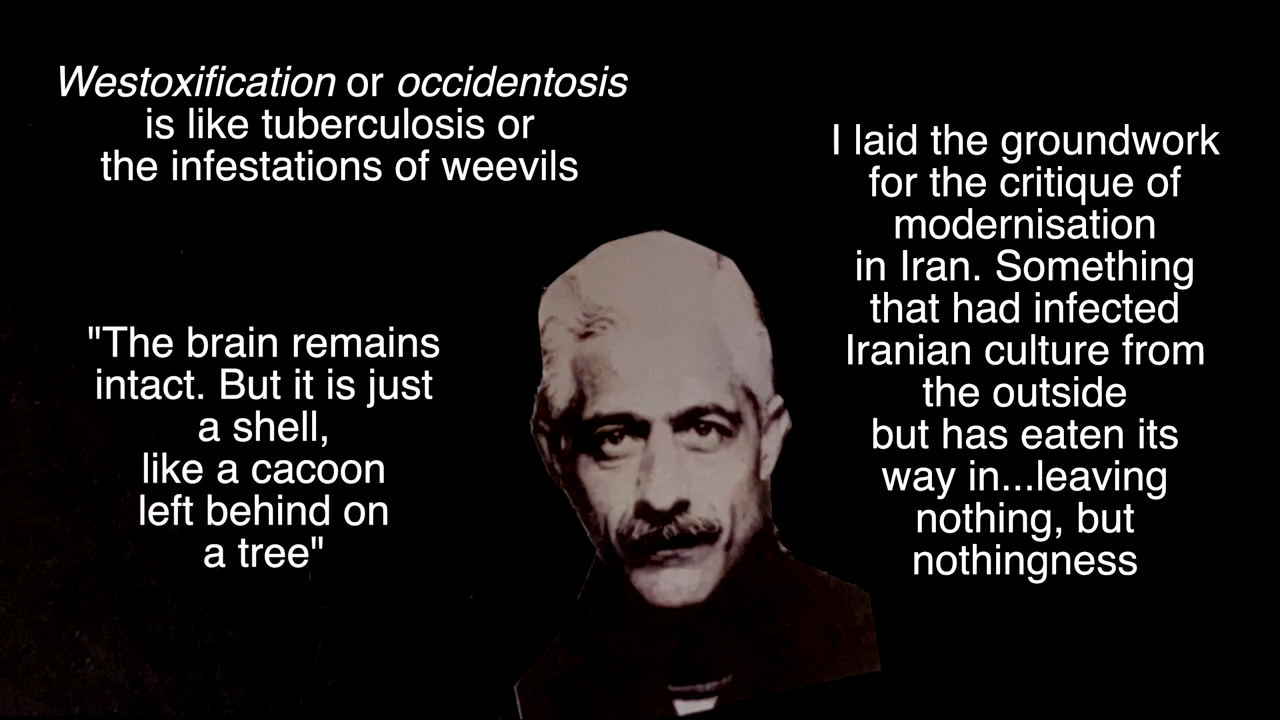 Westoxification or occidentosis
is like tuberculosis or
the infestations of weevils
"The brain remains
intact. But it is just
a shell,
like a cacoon
left behind on
a tree"
I laid the groundwork
for the critique of
modernisation
in Iran. Something
that had infected
Iranian culture from
the outside
but has eaten its
way in...leaving
nothing, but
nothingness